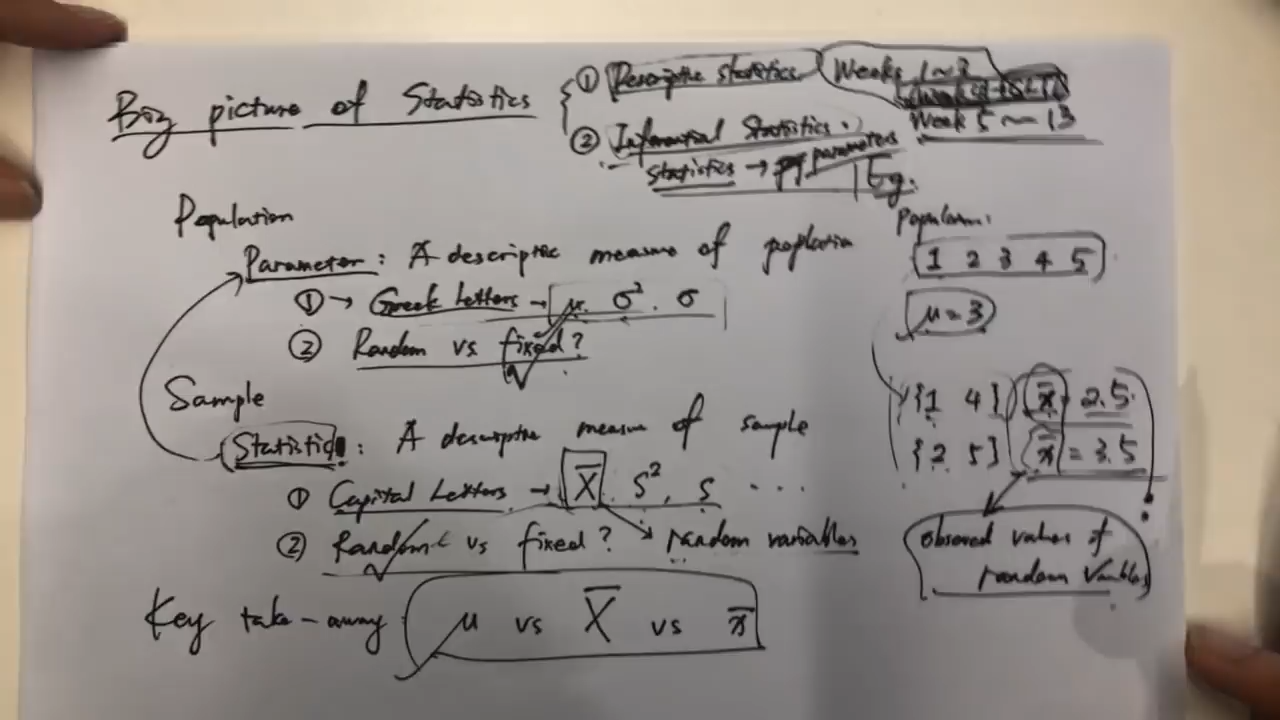 Big picture of Statistics
① Descriptive statistics Weeks 1~3
② Inferential Statistics. Week 5 ~ 13
statistics → parameters
Eg.
Population
Parameter: A descriptive measure of poplation
① → Greek Letters → μ. σ². σ
② Random vs fixed?
Sample
Statistic: A descriptive measure of sample
① Capital Letters → X̄. S², S ...
② Random vs fixed? random variables
Key take-away μ vs X̄ vs x̄
Population:
1 2 3 4 5
μ = 3
{1 4} x̄ = 2.5
{2 5} x̄ = 3.5
observed values of
random variables